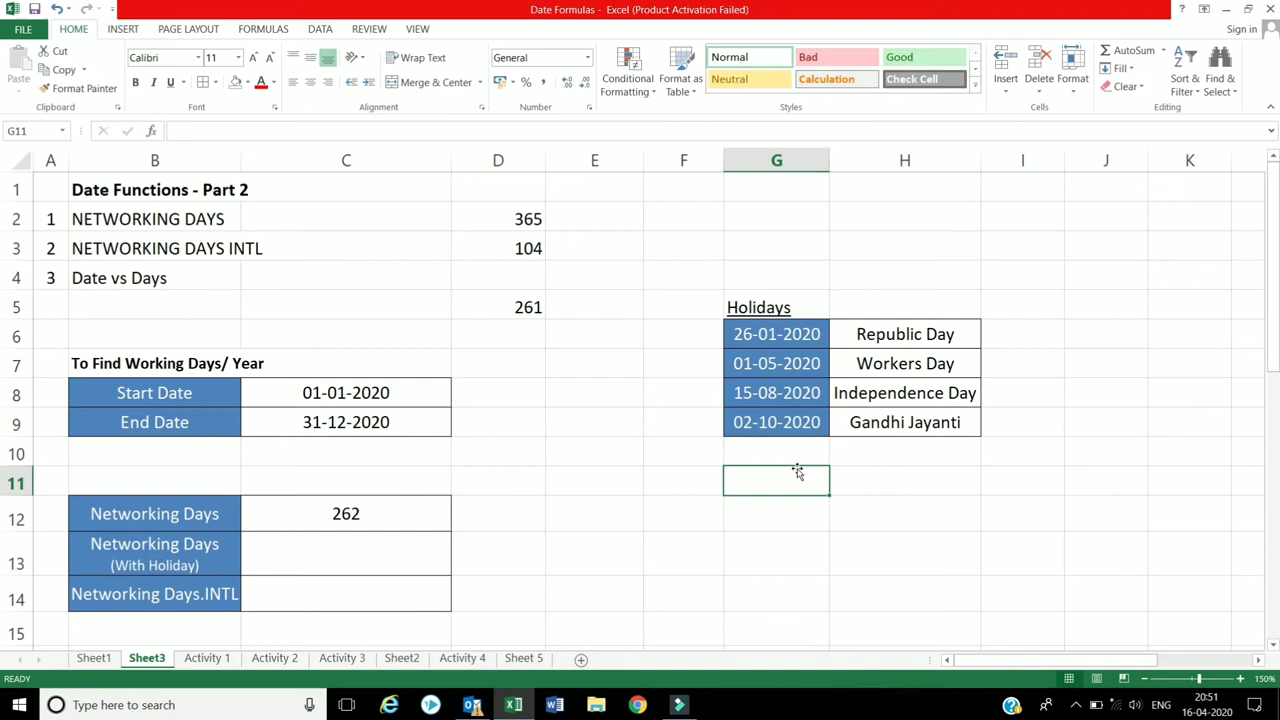 Date Formulas - Excel (Product Activation Failed)
FILE HOME INSERT PAGE LAYOUT FORMULAS DATA REVIEW VIEW Sign in
Paste Cut Copy Format Painter Clipboard
Calibri 11 B I U A Font
Wrap Text Merge & Center Alignment
General % , Number
Conditional Formatting Format as Table Normal Bad Good Neutral Calculation Check Cell Styles
Insert Delete Format Cells
AutoSum Fill Clear Sort & Filter Find & Select Editing
G11 fx
A B C D E F G H I J K
1 Date Functions - Part 2
2 1 NETWORKING DAYS 365
3 2 NETWORKING DAYS INTL 104
4 3 Date vs Days
5 261 Holidays
6 26-01-2020 Republic Day
7 To Find Working Days/ Year 01-05-2020 Workers Day
8 Start Date 01-01-2020 15-08-2020 Independence Day
9 End Date 31-12-2020 02-10-2020 Gandhi Jayanti
10
11
12 Networking Days 262
13 Networking Days
(With Holiday)
14 Networking Days.INTL
15
Sheet1 Sheet3 Activity 1 Activity 2 Activity 3 Sheet2 Activity 4 Sheet 5
READY 150%
Type here to search ENG 20:51
16-04-2020